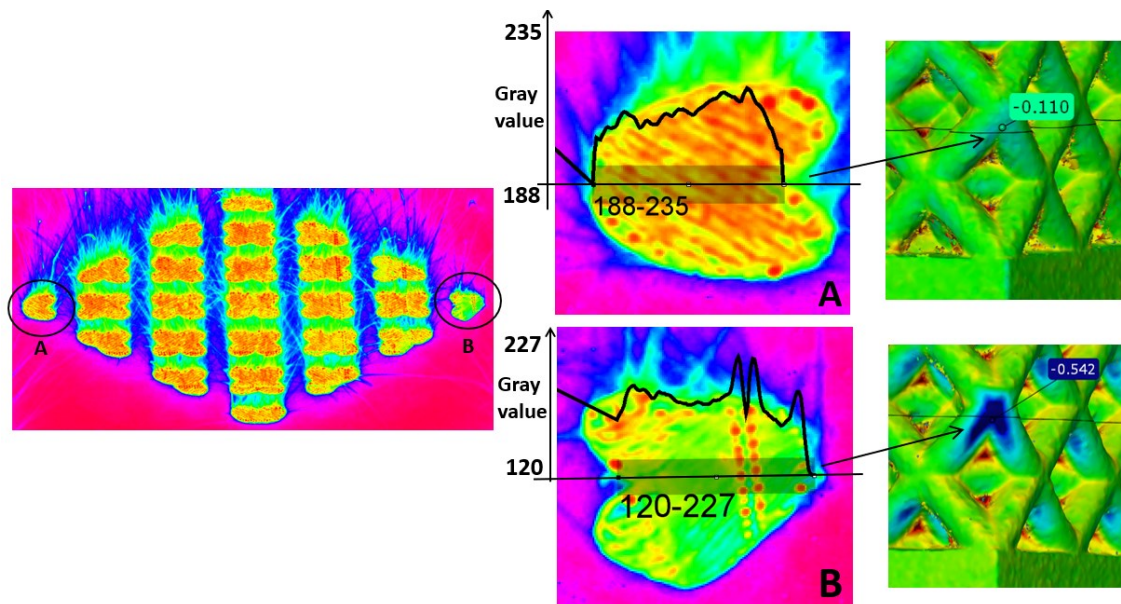 235
Gray
value
188
188-235
A
-0.110
A
B
227
Gray
value
120
120-227
B
-0.542